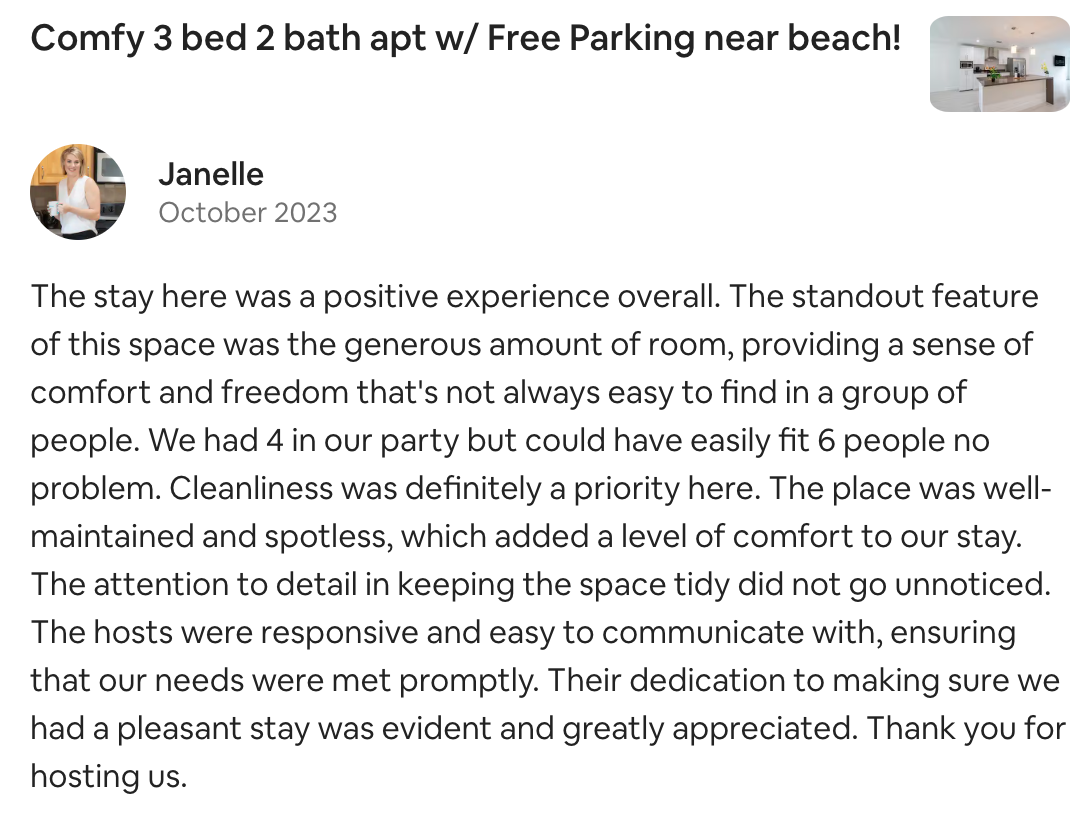 Comfy 3 bed 2 bath apt w/ Free Parking near beach!
Janelle
October 2023
The stay here was a positive experience overall. The standout feature
of this space was the generous amount of room, providing a sense of
comfort and freedom that's not always easy to find in a group of
people. We had 4 in our party but could have easily fit 6 people no
problem. Cleanliness was definitely a priority here. The place was well-
maintained and spotless, which added a level of comfort to our stay.
The attention to detail in keeping the space tidy did not go unnoticed.
The hosts were responsive and easy to communicate with, ensuring
that our needs were met promptly. Their dedication to making sure we
had a pleasant stay was evident and greatly appreciated. Thank you for
hosting us.